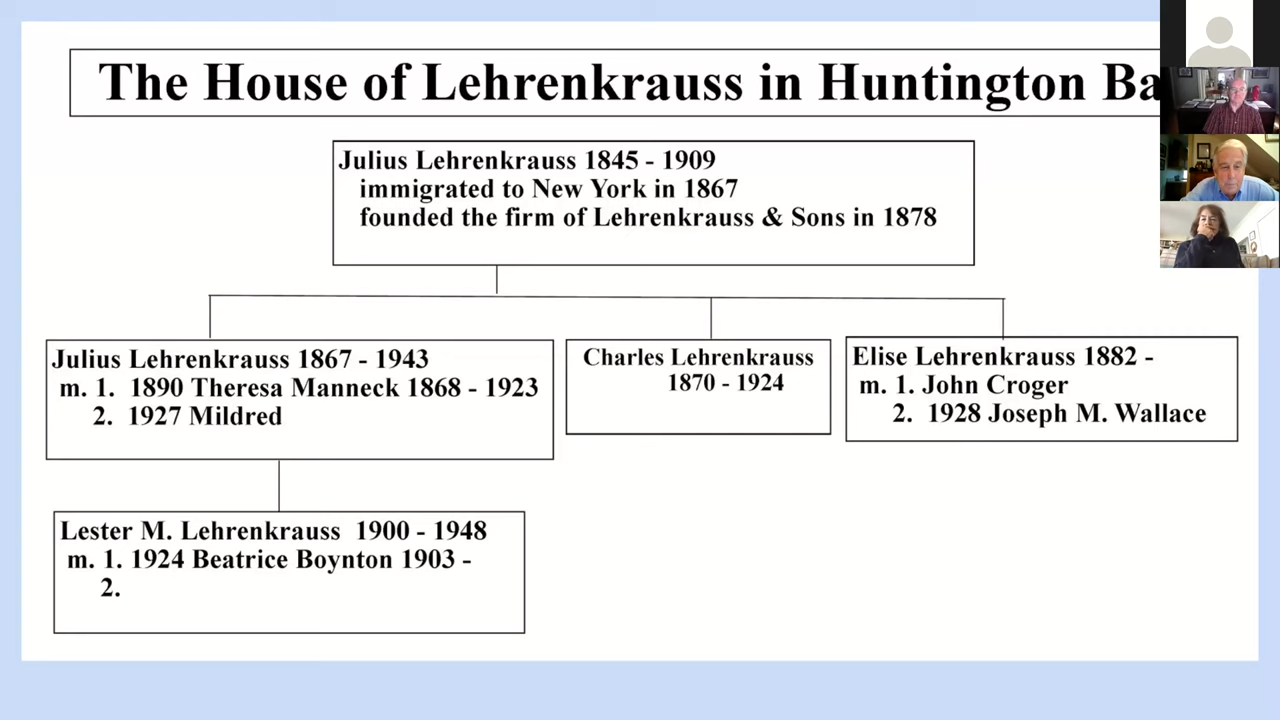 The House of Lehrenkrauss in Huntington Ba
Julius Lehrenkrauss 1845 - 1909
immigrated to New York in 1867
founded the firm of Lehrenkrauss & Sons in 1878
Julius Lehrenkrauss 1867 - 1943
m. 1. 1890 Theresa Manneck 1868 - 1923
2. 1927 Mildred
Charles Lehrenkrauss
1870 - 1924
Elise Lehrenkrauss 1882 -
m. 1. John Croger
2. 1928 Joseph M. Wallace
Lester M. Lehrenkrauss 1900 - 1948
m. 1. 1924 Beatrice Boynton 1903 -
2.